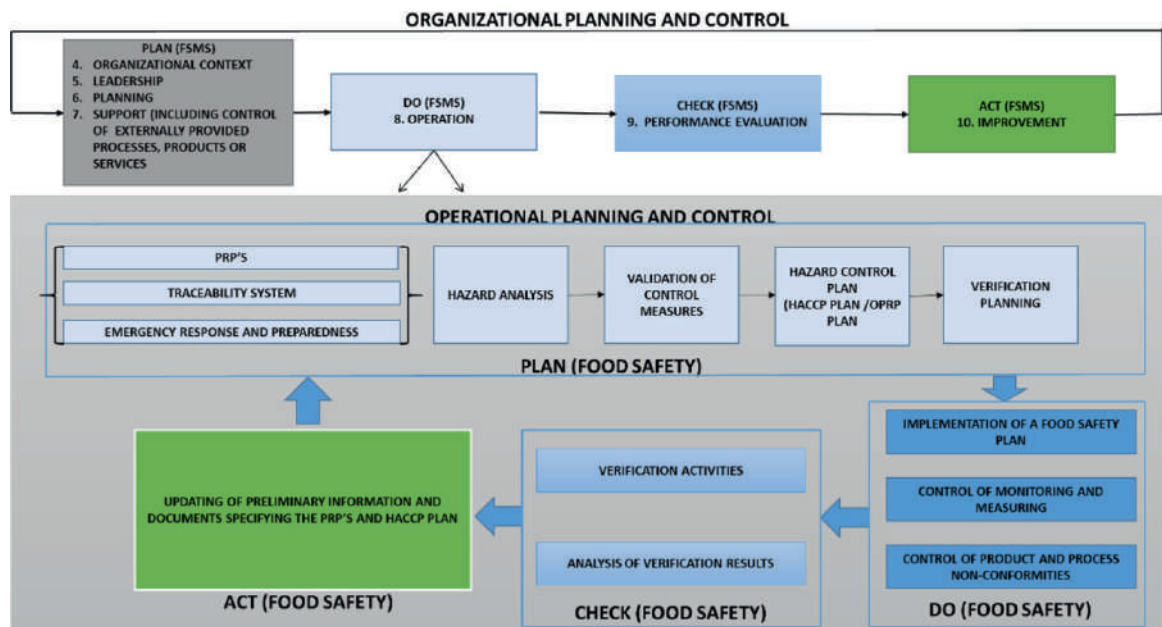 ORGANIZATIONAL PLANNING AND CONTROL
PLAN (FSMS)
4. ORGANIZATIONAL CONTEXT
5. LEADERSHIP
6. PLANNING
7. SUPPORT (INCLUDING CONTROL
OF EXTERNALLY PROVIDED
PROCESSES, PRODUCTS OR
SERVICES
DO (FSMS)
8. OPERATION
CHECK (FSMS)
9. PERFORMANCE EVALUATION
ACT (FSMS)
10. IMPROVEMENT
OPERATIONAL PLANNING AND CONTROL
PRP'S
TRACEABILITY SYSTEM
EMERGENCY RESPONSE AND PREPAREDNESS
HAZARD ANALYSIS
VALIDATION OF
CONTROL
MEASURES
HAZARD CONTROL
PLAN
(HACCP PLAN /OPRP
PLAN
VERIFICATION
PLANNING
PLAN (FOOD SAFETY)
IMPLEMENTATION OF A FOOD SAFETY
PLAN
CONTROL OF MONITORING AND
MEASURING
CONTROL OF PRODUCT AND PROCESS
NON-CONFORMITIES
DO (FOOD SAFETY)
VERIFICATION ACTIVITIES
ANALYSIS OF VERIFICATION RESULTS
CHECK (FOOD SAFETY)
UPDATING OF PRELIMINARY INFORMATION AND
DOCUMENTS SPECIFYING THE PRP'S AND HACCP PLAN
ACT (FOOD SAFETY)